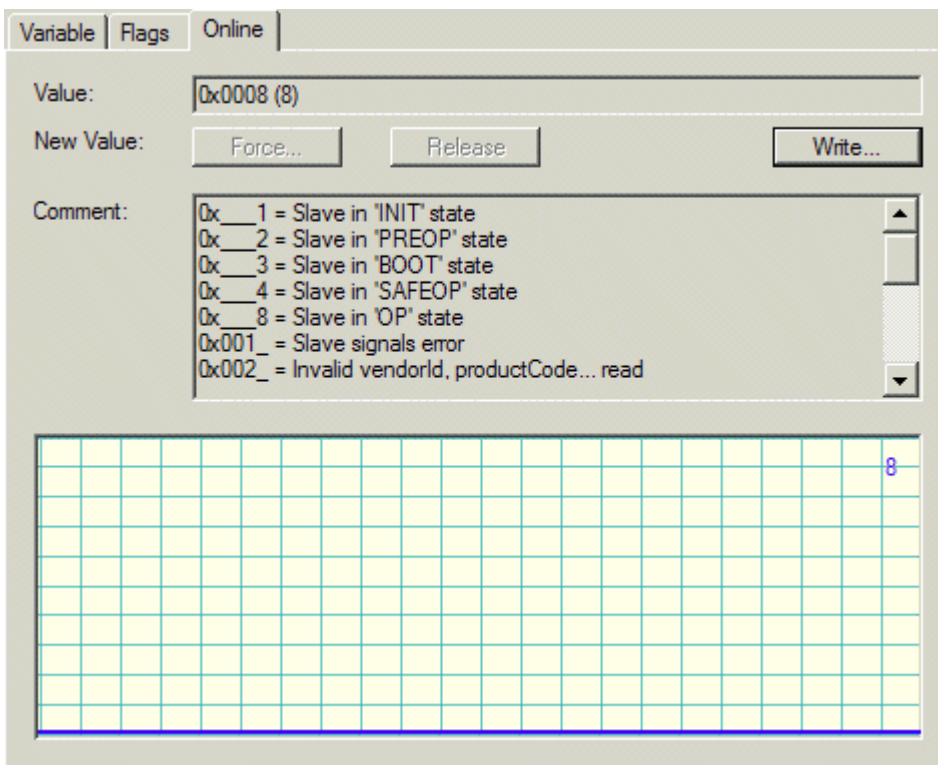 Variable Flags Online
Value: 0x0008 (8)
New Value: Force... Release Write...
Comment: 0x___1 = Slave in 'INIT' state
0x___2 = Slave in 'PREOP' state
0x___3 = Slave in 'BOOT' state
0x___4 = Slave in 'SAFEOP' state
0x___8 = Slave in 'OP' state
0x001_ = Slave signals error
0x002_ = Invalid vendorId, productCode... read
8